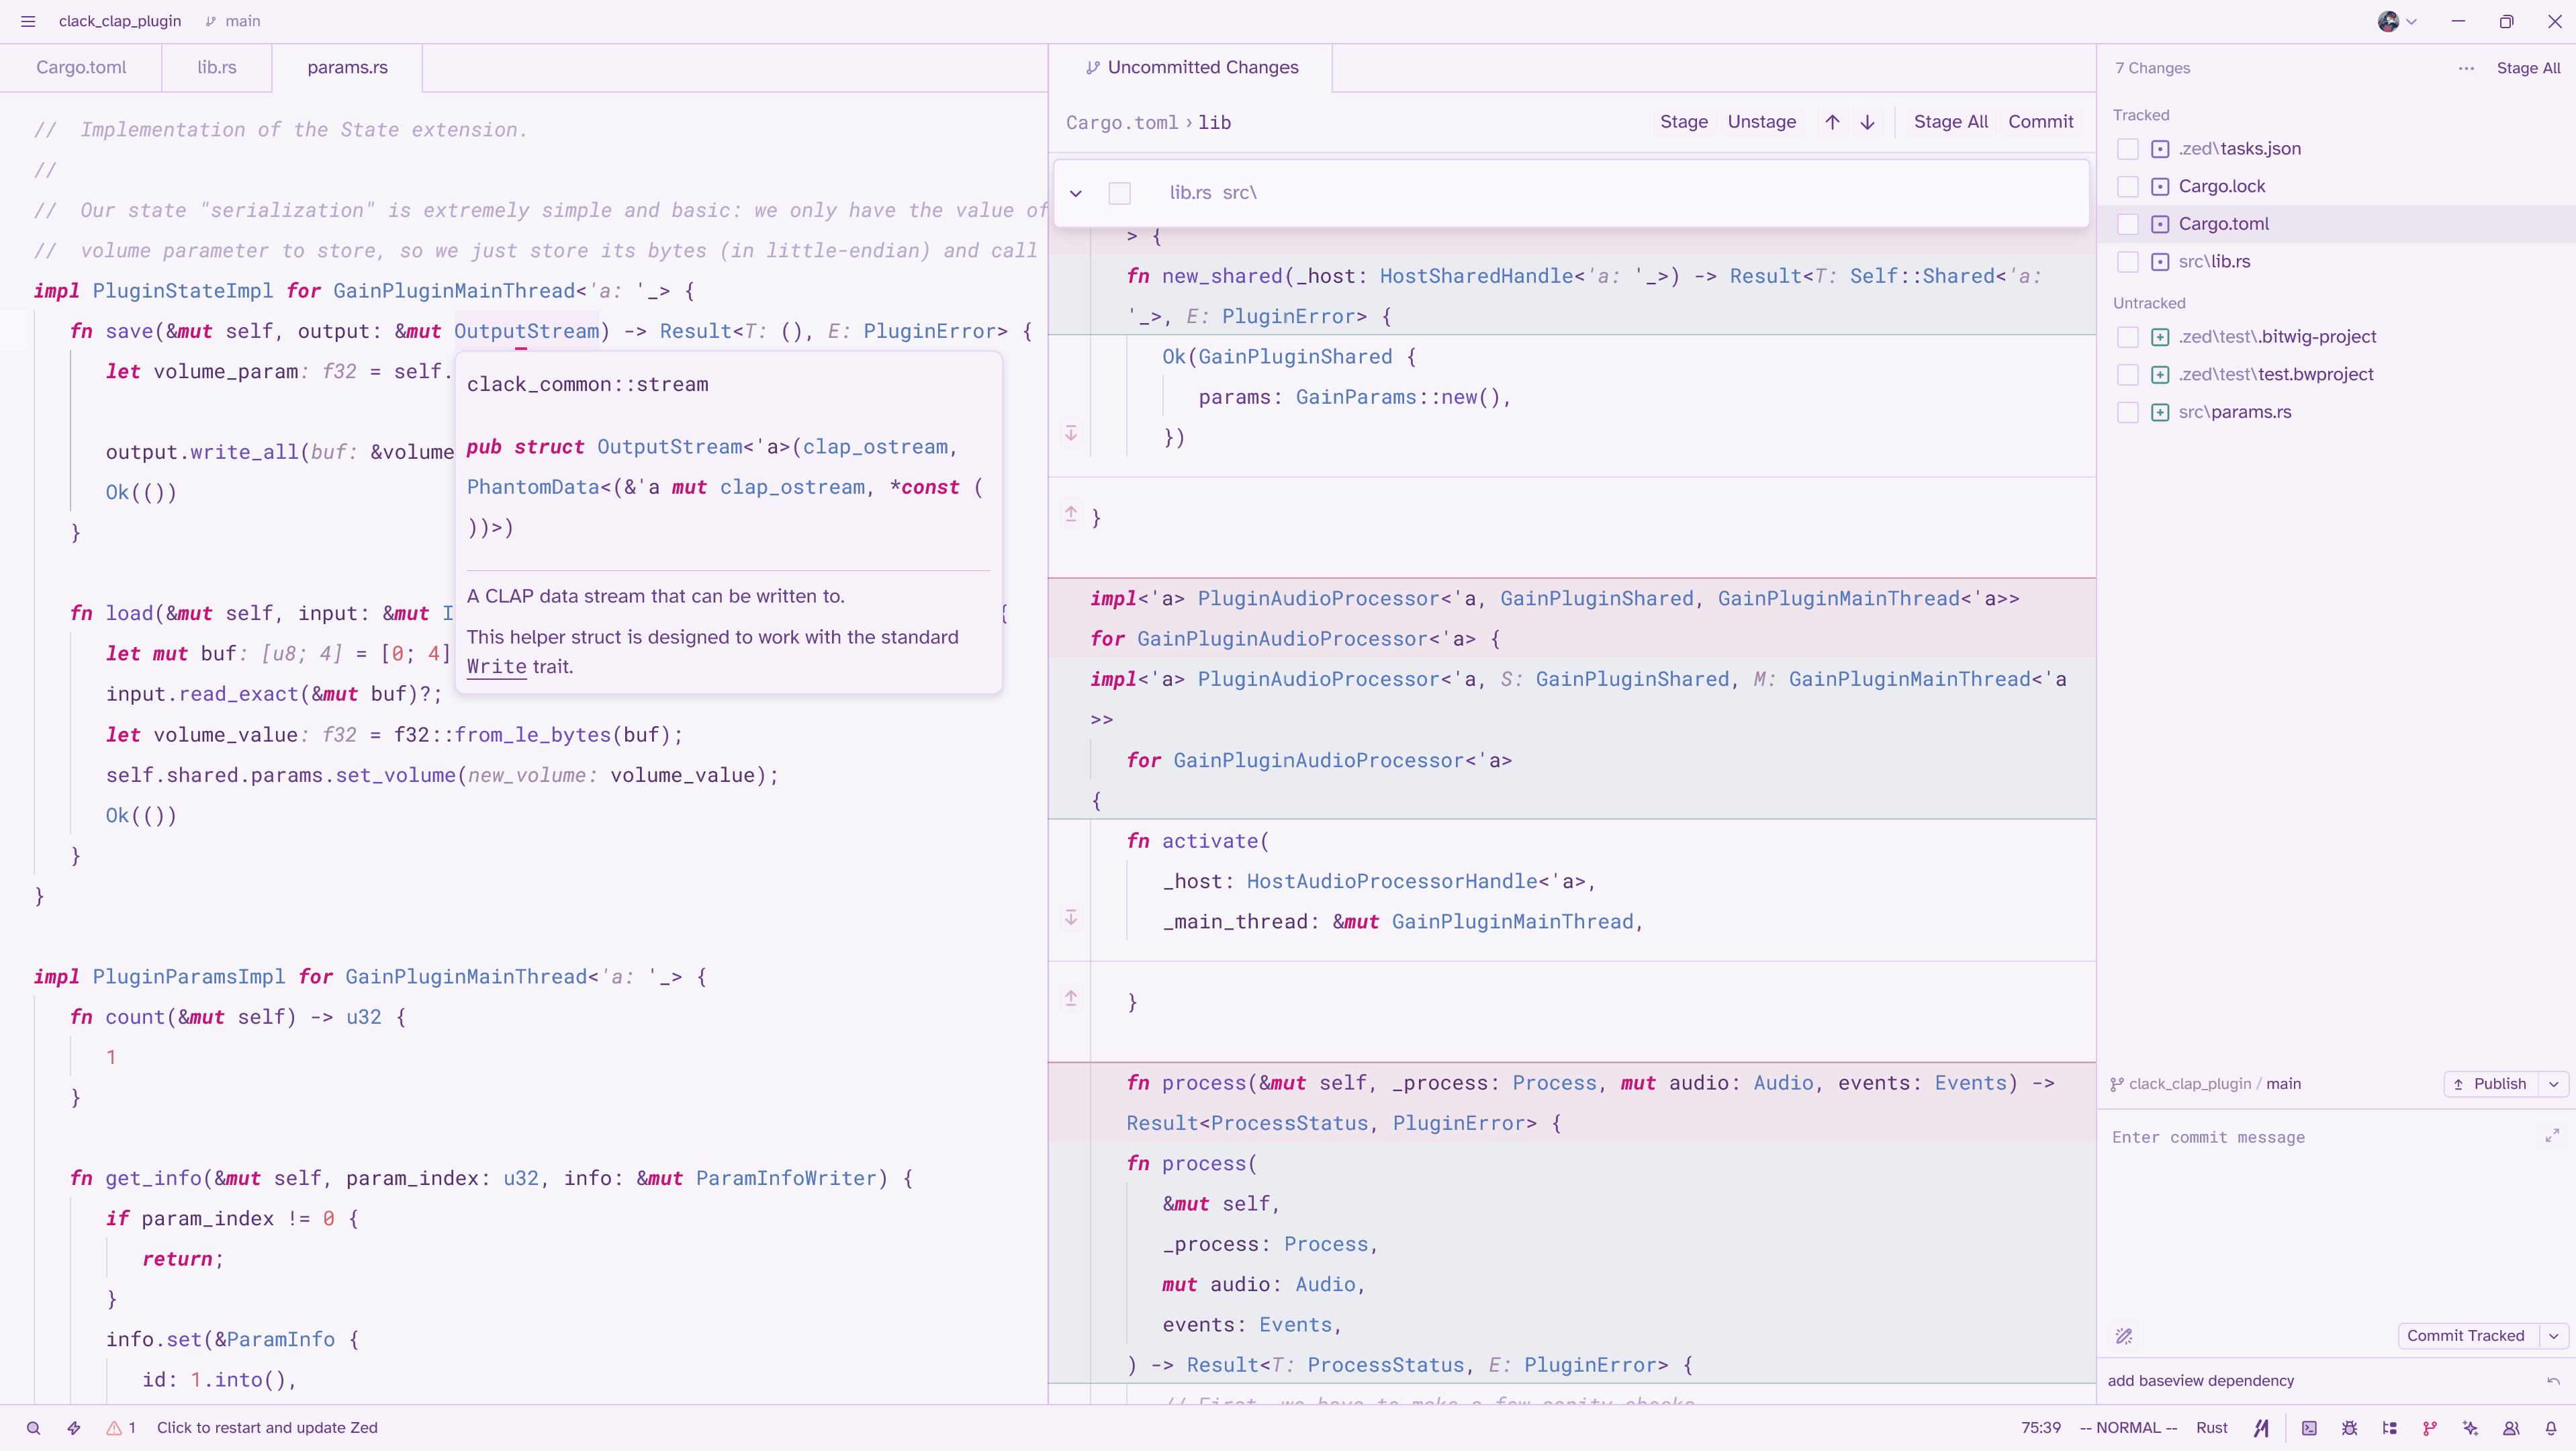 clack_clap_plugin main
Cargo.toml lib.rs params.rs
// Implementation of the State extension.
//
// Our state "serialization" is extremely simple and basic: we only have the value of
// volume parameter to store, so we just store its bytes (in little-endian) and call
impl PluginStateImpl for GainPluginMainThread<'a: '_> {
fn save(&mut self, output: &mut OutputStream) -> Result<T: (), E: PluginError> {
let volume_param: f32 = self.
output.write_all(buf: &volume
Ok(())
}
fn load(&mut self, input: &mut I {
let mut buf: [u8; 4] = [0; 4]
input.read_exact(&mut buf)?;
let volume_value: f32 = f32::from_le_bytes(buf);
self.shared.params.set_volume(new_volume: volume_value);
Ok(())
}
}
impl PluginParamsImpl for GainPluginMainThread<'a: '_> {
fn count(&mut self) -> u32 {
1
}
fn get_info(&mut self, param_index: u32, info: &mut ParamInfoWriter) {
if param_index != 0 {
return;
}
info.set(&ParamInfo {
id: 1.into(),
clack_common::stream
pub struct OutputStream<'a>(clap_ostream,
PhantomData<(&'a mut clap_ostream, *const (
))>)
A CLAP data stream that can be written to.
This helper struct is designed to work with the standard
Write trait.
Uncommitted Changes
Cargo.toml › lib Stage Unstage Stage All Commit
lib.rs src\
> {
fn new_shared(_host: HostSharedHandle<'a: '_>) -> Result<T: Self::Shared<'a:
'_>, E: PluginError> {
Ok(GainPluginShared {
params: GainParams::new(),
})
}
impl<'a> PluginAudioProcessor<'a, GainPluginShared, GainPluginMainThread<'a>>
for GainPluginAudioProcessor<'a> {
impl<'a> PluginAudioProcessor<'a, S: GainPluginShared, M: GainPluginMainThread<'a
>>
for GainPluginAudioProcessor<'a>
{
fn activate(
_host: HostAudioProcessorHandle<'a>,
_main_thread: &mut GainPluginMainThread,
}
fn process(&mut self, _process: Process, mut audio: Audio, events: Events) ->
Result<ProcessStatus, PluginError> {
fn process(
&mut self,
_process: Process,
mut audio: Audio,
events: Events,
) -> Result<T: ProcessStatus, E: PluginError> {
// First, we have to make a few sanity checks
7 Changes ... Stage All
Tracked
.zed\tasks.json
Cargo.lock
Cargo.toml
src\lib.rs
Untracked
.zed\test\.bitwig-project
.zed\test\test.bwproject
src\params.rs
clack_clap_plugin / main Publish
Enter commit message
Commit Tracked
add baseview dependency
1 Click to restart and update Zed
75:39 -- NORMAL -- Rust